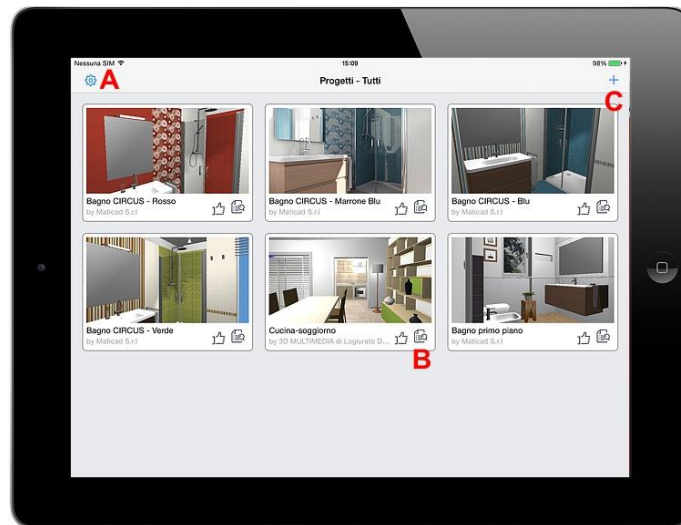 Nessuna SIM 15:09 98%
A Progetti - Tutti
C
Bagno CIRCUS - Rosso
by Maticad S.r.l
Bagno CIRCUS - Marrone Blu
by Maticad S.r.l
Bagno CIRCUS - Blu
by Maticad S.r.l
Bagno CIRCUS - Verde
by Maticad S.r.l
Cucina-soggiorno
by 3D MULTIMEDIA di Logiurato D...
Bagno primo piano
by Maticad S.r.l
B